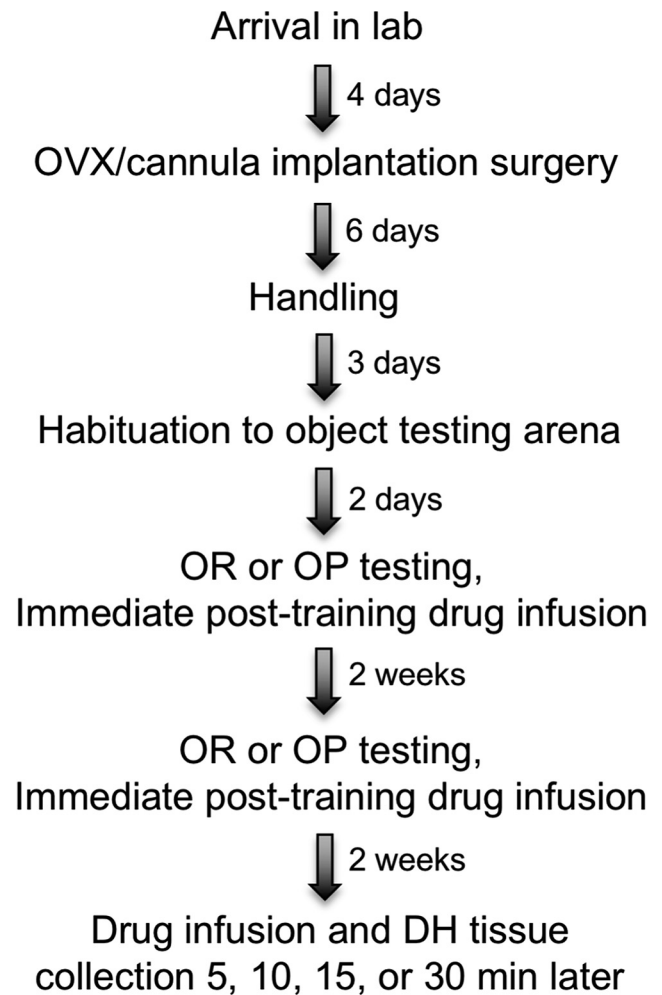 Arrival in lab
4 days
OVX/cannula implantation surgery
6 days
Handling
3 days
Habituation to object testing arena
2 days
OR or OP testing,
Immediate post-training drug infusion
2 weeks
OR or OP testing,
Immediate post-training drug infusion
2 weeks
Drug infusion and DH tissue
collection 5, 10, 15, or 30 min later